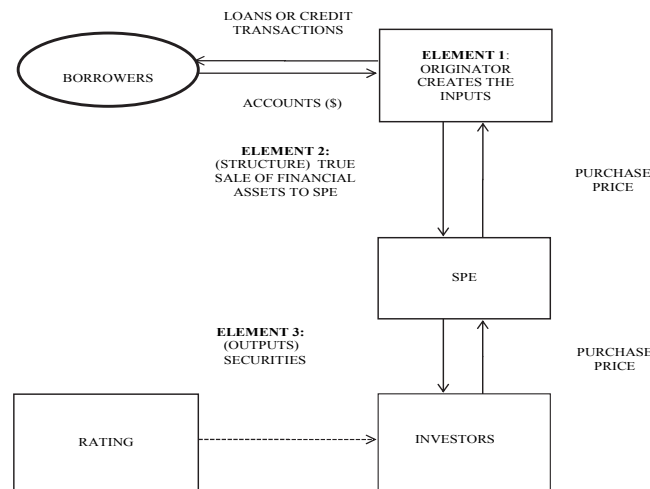 LOANS OR CREDIT
TRANSACTIONS
BORROWERS
ELEMENT 1:
ORIGINATOR
CREATES THE
INPUTS
ACCOUNTS ($)
ELEMENT 2:
(STRUCTURE) TRUE
SALE OF FINANCIAL
ASSETS TO SPE
PURCHASE
PRICE
SPE
ELEMENT 3:
(OUTPUTS)
SECURITIES
PURCHASE
PRICE
RATING
INVESTORS